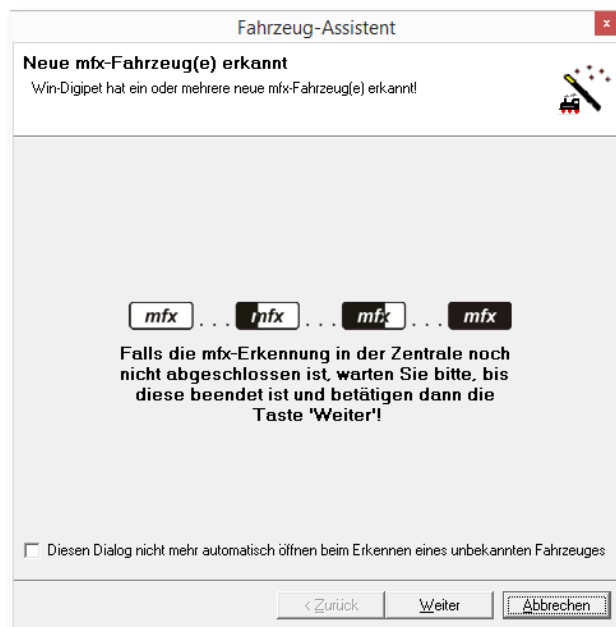 Fahrzeug-Assistent
x
Neue mfx-Fahrzeug(e) erkannt
Win-Digipet hat ein oder mehrere neue mfx-Fahrzeug(e) erkannt!
mfx ... mfx ... mfx ... mfx
Falls die mfx-Erkennung in der Zentrale noch
nicht abgeschlossen ist, warten Sie bitte, bis
diese beendet ist und betätigen dann die
Taste 'Weiter'!
Diesen Dialog nicht mehr automatisch öffnen beim Erkennen eines unbekannten Fahrzeuges
< Zurück Weiter Abbrechen